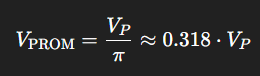 V_PROM = V_P / π ≈ 0.318 · V_P